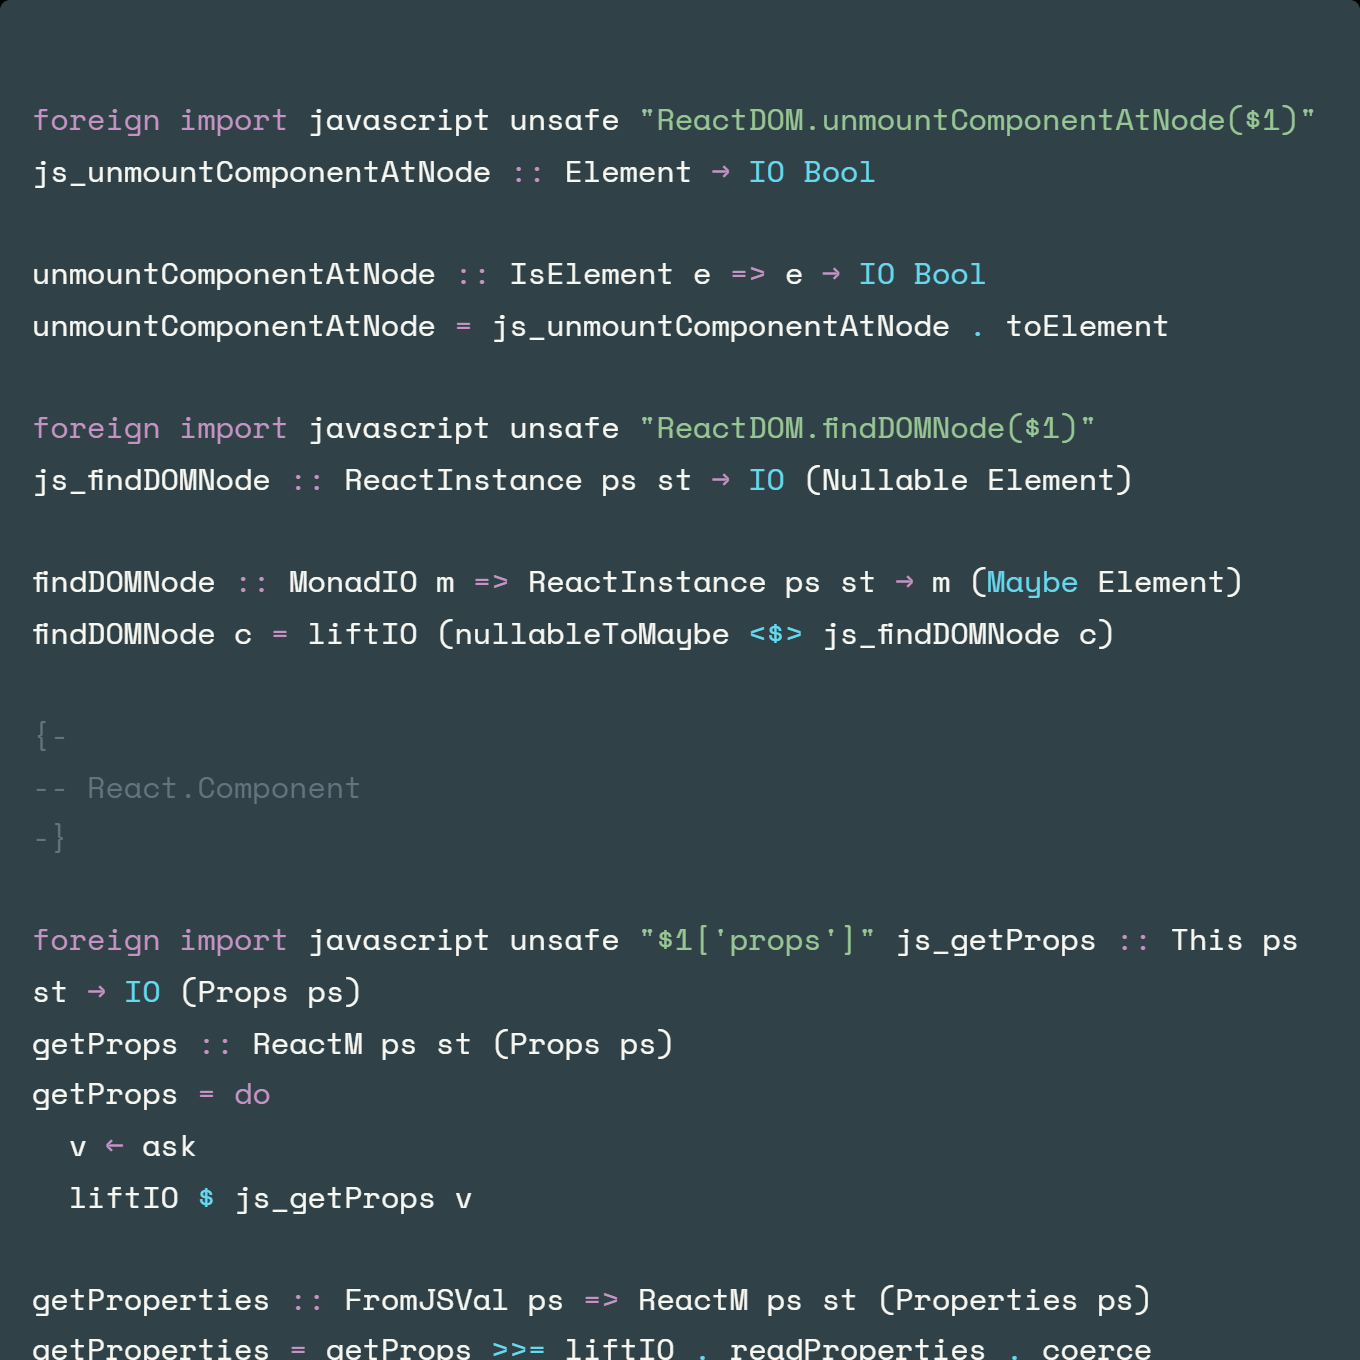 foreign import javascript unsafe "ReactDOM.unmountComponentAtNode($1)"
js_unmountComponentAtNode :: Element -> IO Bool
unmountComponentAtNode :: IsElement e => e -> IO Bool
unmountComponentAtNode = js_unmountComponentAtNode . toElement
foreign import javascript unsafe "ReactDOM.findDOMNode($1)"
js_findDOMNode :: ReactInstance ps st -> IO (Nullable Element)
findDOMNode :: MonadIO m => ReactInstance ps st -> m (Maybe Element)
findDOMNode c = liftIO (nullableToMaybe <$> js_findDOMNode c)
{-
-- React.Component
-}
foreign import javascript unsafe "$1['props']" js_getProps :: This ps
st -> IO (Props ps)
getProps :: ReactM ps st (Props ps)
getProps = do
  v <- ask
  liftIO $ js_getProps v
getProperties :: FromJSVal ps => ReactM ps st (Properties ps)
getProperties = getProps >>= liftIO . readProperties . coerce